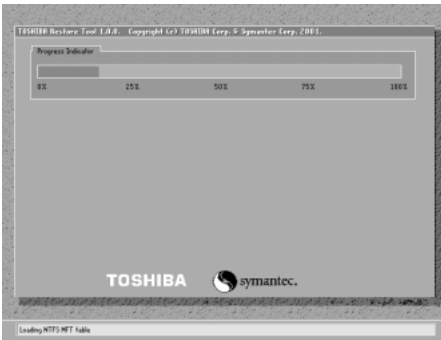 TOSHIBA Restore Tool 1.0.0. Copyright (c) TOSHIBA Corp. & Symantec Corp. 2001.
Progress Indicator
0% 25% 50% 75% 100%
TOSHIBA symantec.
Loading NTFS MFT table